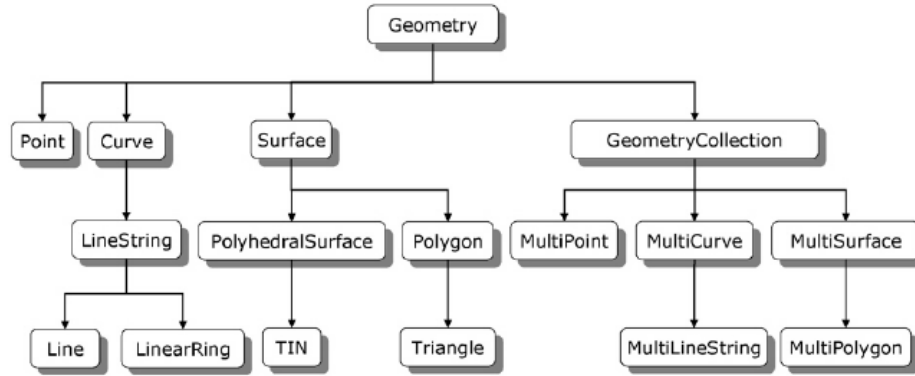 Geometry
Point
Curve
Surface
GeometryCollection
LineString
PolyhedralSurface
Polygon
MultiPoint
MultiCurve
MultiSurface
Line
LinearRing
TIN
Triangle
MultiLineString
MultiPolygon